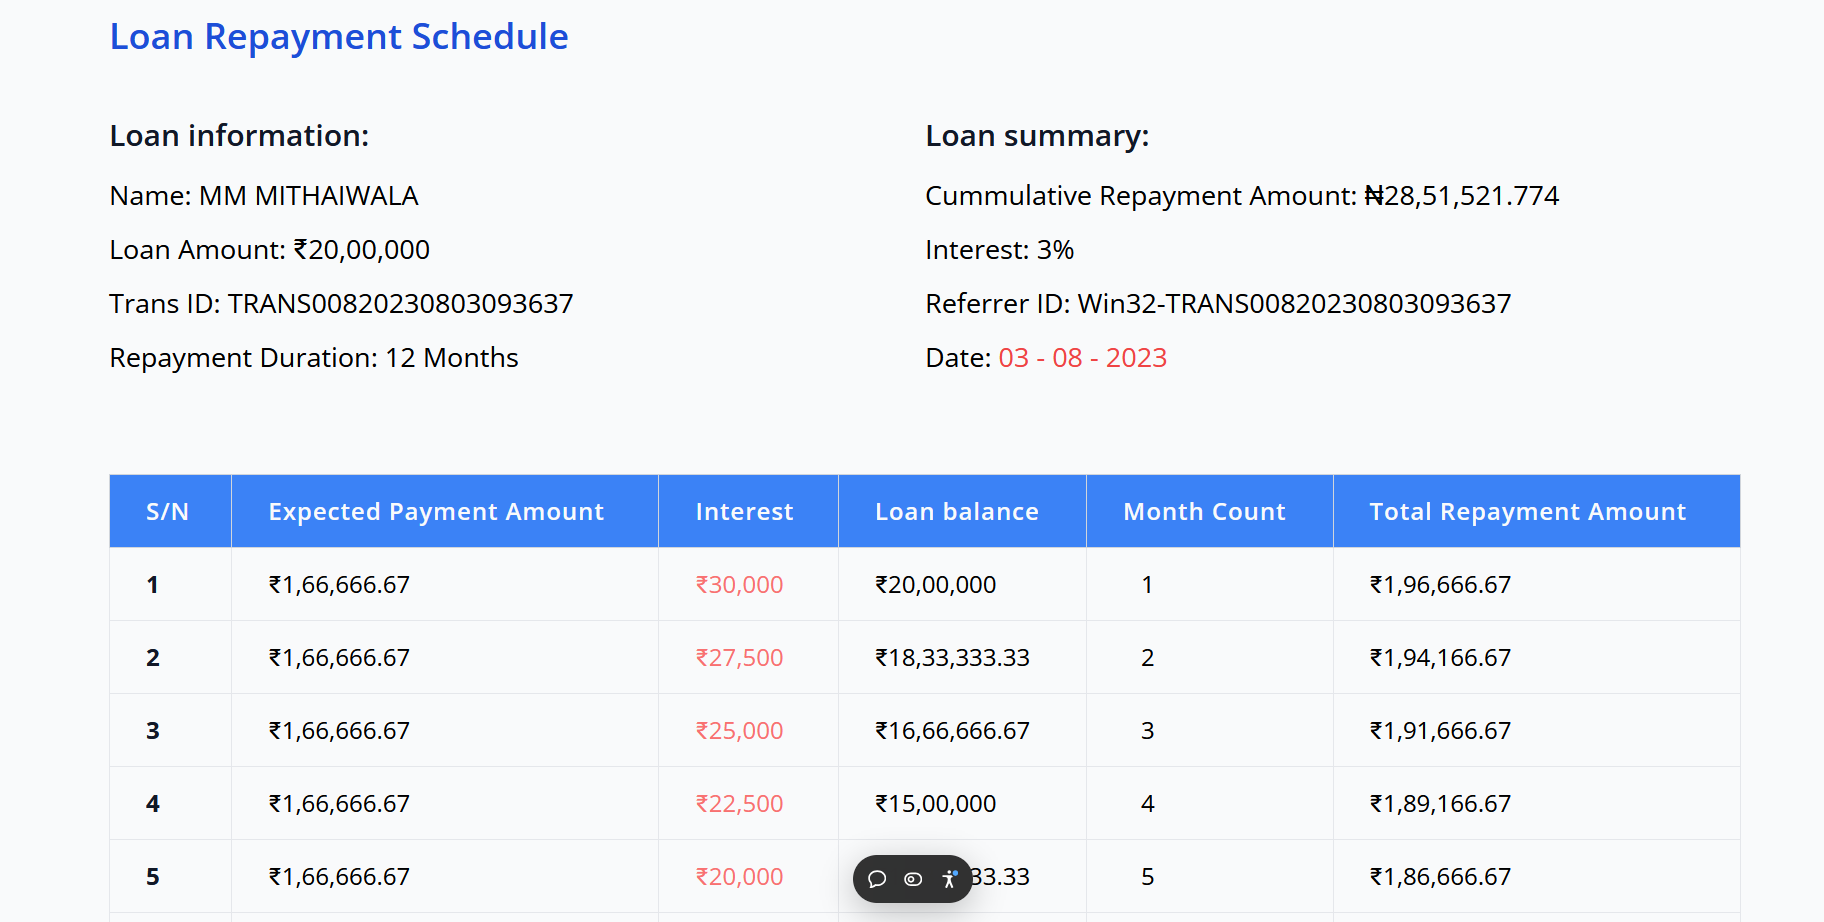 Loan Repayment Schedule
Loan information:
Name: MM MITHAIWALA
Loan Amount: ₹20,00,000
Trans ID: TRANS00820230803093637
Repayment Duration: 12 Months
Loan summary:
Cummulative Repayment Amount: ₦28,51,521.774
Interest: 3%
Referrer ID: Win32-TRANS00820230803093637
Date: 03 - 08 - 2023
S/N Expected Payment Amount Interest Loan balance Month Count Total Repayment Amount
1 ₹1,66,666.67 ₹30,000 ₹20,00,000 1 ₹1,96,666.67
2 ₹1,66,666.67 ₹27,500 ₹18,33,333.33 2 ₹1,94,166.67
3 ₹1,66,666.67 ₹25,000 ₹16,66,666.67 3 ₹1,91,666.67
4 ₹1,66,666.67 ₹22,500 ₹15,00,000 4 ₹1,89,166.67
5 ₹1,66,666.67 ₹20,000 33.33 5 ₹1,86,666.67